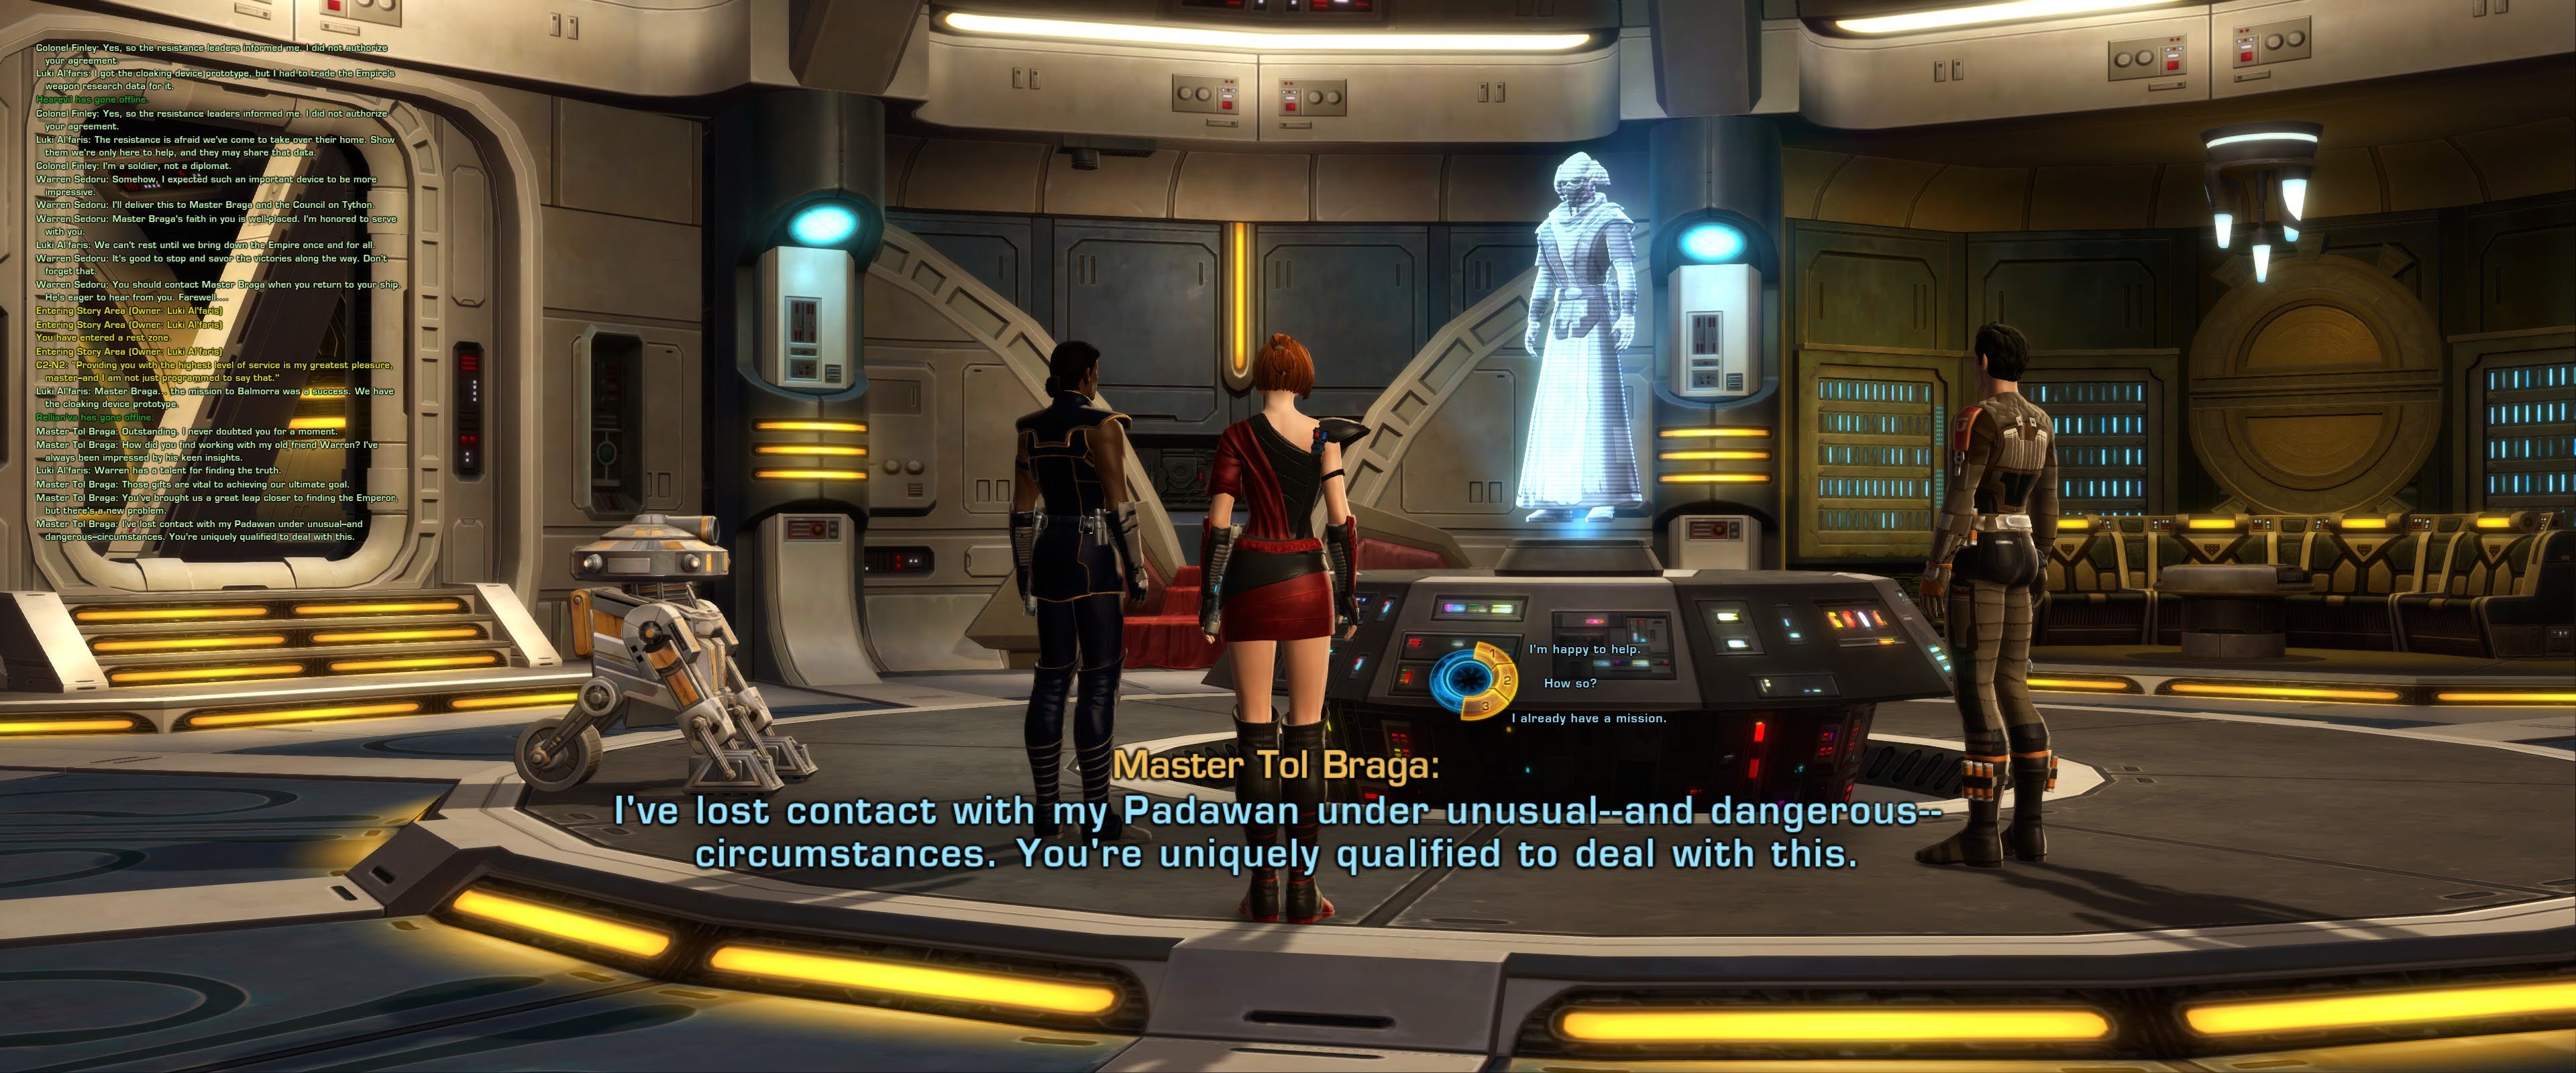 Colonel Finley: Yes, so the resistance leaders informed me. I did not authorize
your agreement.
Luki Al'faris: I got the cloaking device prototype, but I had to trade the Empire's
weapon research data for it.
Hearevil has gone offline.
Colonel Finley: Yes, so the resistance leaders informed me. I did not authorize
your agreement.
Luki Al'faris: The resistance is afraid we've come to take over their home. Show
them we're only here to help, and they may share that data.
Colonel Finley: I'm a soldier, not a diplomat.
Warren Sedoru: Somehow, I expected such an important device to be more
impressive.
Warren Sedoru: I'll deliver this to Master Braga and the Council on Tython.
Warren Sedoru: Master Braga's faith in you is well-placed. I'm honored to serve
with you.
Luki Al'faris: We can't rest until we bring down the Empire once and for all.
Warren Sedoru: It's good to stop and savor the victories along the way. Don't
forget that.
Warren Sedoru: You should contact Master Braga when you return to your ship.
He's eager to hear from you. Farewell....
Entering Story Area (Owner: Luki Al'faris)
Entering Story Area (Owner: Luki Al'faris)
You have entered a rest zone.
Entering Story Area (Owner: Luki Al'faris)
C2-N2: "Providing you with the highest level of service is my greatest pleasure,
master–and I am not just programmed to say that."
Luki Al'faris: Master Braga... the mission to Balmorra was a success. We have
the cloaking device prototype.
has gone offline.
Master Tol Braga: Outstanding. I never doubted you for a moment.
Master Tol Braga: How did you find working with my old friend Warren? I've
always been impressed by his keen insights.
Luki Al'faris: Warren has a talent for finding the truth.
Master Tol Braga: Those gifts are vital to achieving our ultimate goal.
Master Tol Braga: You've brought us a great leap closer to finding the Emperor,
but there's a new problem.
Master Tol Braga: I've lost contact with my Padawan under unusual–and
dangerous–circumstances. You're uniquely qualified to deal with this.
1 I'm happy to help.
2 How so?
3 I already have a mission.
Master Tol Braga:
I've lost contact with my Padawan under unusual--and dangerous--
circumstances. You're uniquely qualified to deal with this.